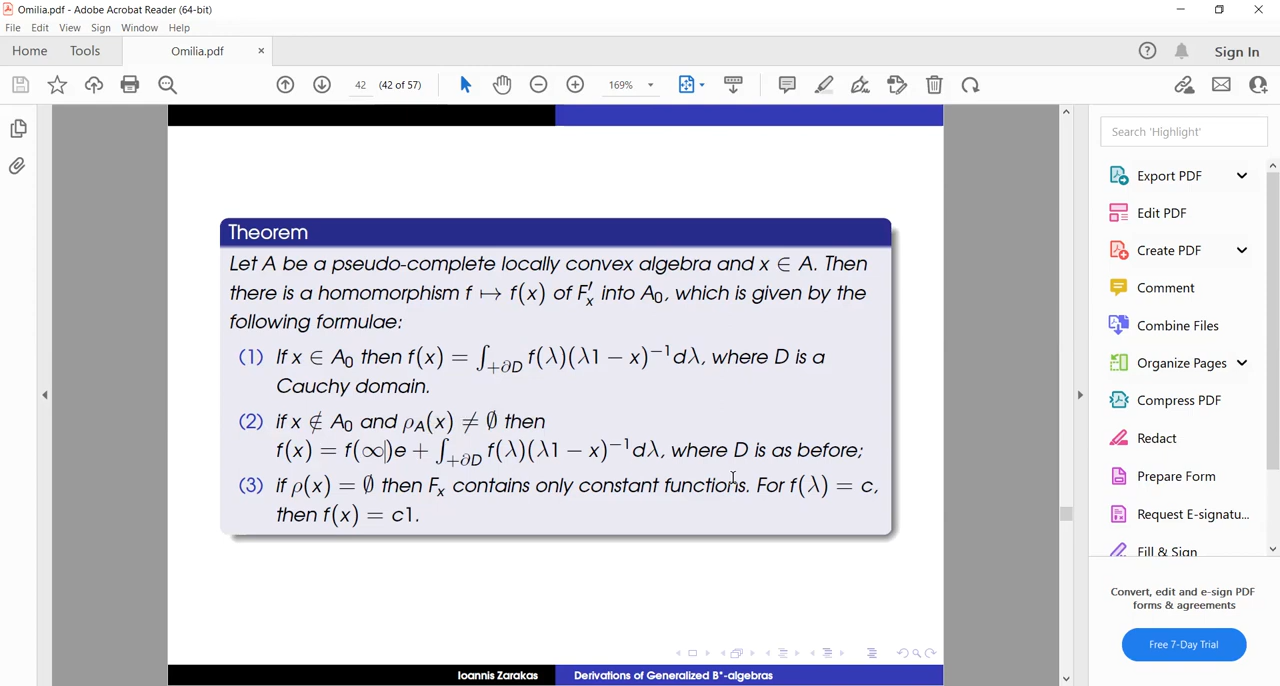 Omilia.pdf - Adobe Acrobat Reader (64-bit)
File Edit View Sign Window Help
Home Tools Omilia.pdf × Sign In
42 (42 of 57) 169%
Search 'Highlight'
Export PDF
Edit PDF
Create PDF
Comment
Combine Files
Organize Pages
Compress PDF
Redact
Prepare Form
Request E-signatu...
Fill & Sign
Convert, edit and e-sign PDF
forms & agreements
Free 7-Day Trial
Theorem
Let A be a pseudo-complete locally convex algebra and x ∈ A. Then
there is a homomorphism f ↦ f(x) of F′ₓ into A₀, which is given by the
following formulae:
(1) If x ∈ A₀ then f(x) = ∫₊∂D f(λ)(λ1 − x)⁻¹dλ, where D is a
Cauchy domain.
(2) if x ∉ A₀ and ρA(x) ≠ ∅ then
f(x) = f(∞)e + ∫₊∂D f(λ)(λ1 − x)⁻¹dλ, where D is as before;
(3) if ρ(x) = ∅ then Fₓ contains only constant functions. For f(λ) = c,
then f(x) = c1.
Ioannis Zarakas Derivations of Generalized B*-algebras